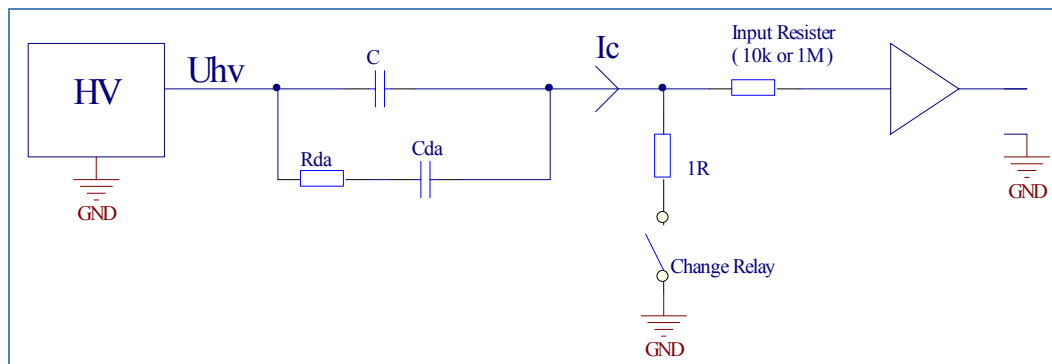 HV
Uhv
C
Rda
Cda
Ic
Input Resister
( 10k or 1M )
1R
Change Relay
GND
GND
GND